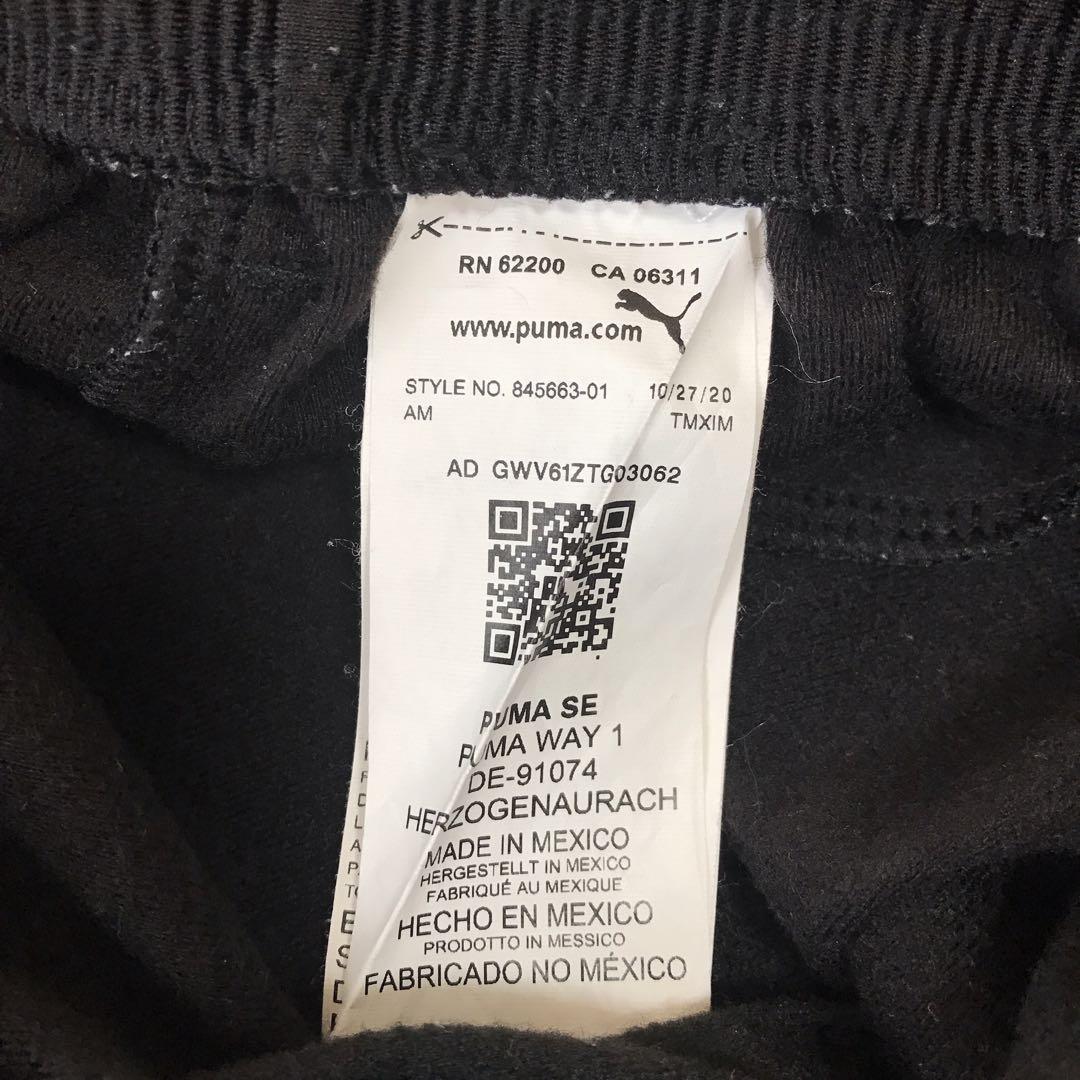 RN 62200 CA 06311
www.puma.com
STYLE NO. 845663-01 10/27/20
AM TMXIM
AD GWV61ZTG03062
PUMA SE
PUMA WAY 1
DE-91074
HERZOGENAURACH
MADE IN MEXICO
HERGESTELLT IN MEXICO
FABRIQUÉ AU MEXIQUE
HECHO EN MEXICO
PRODOTTO IN MESSICO
FABRICADO NO MÉXICO